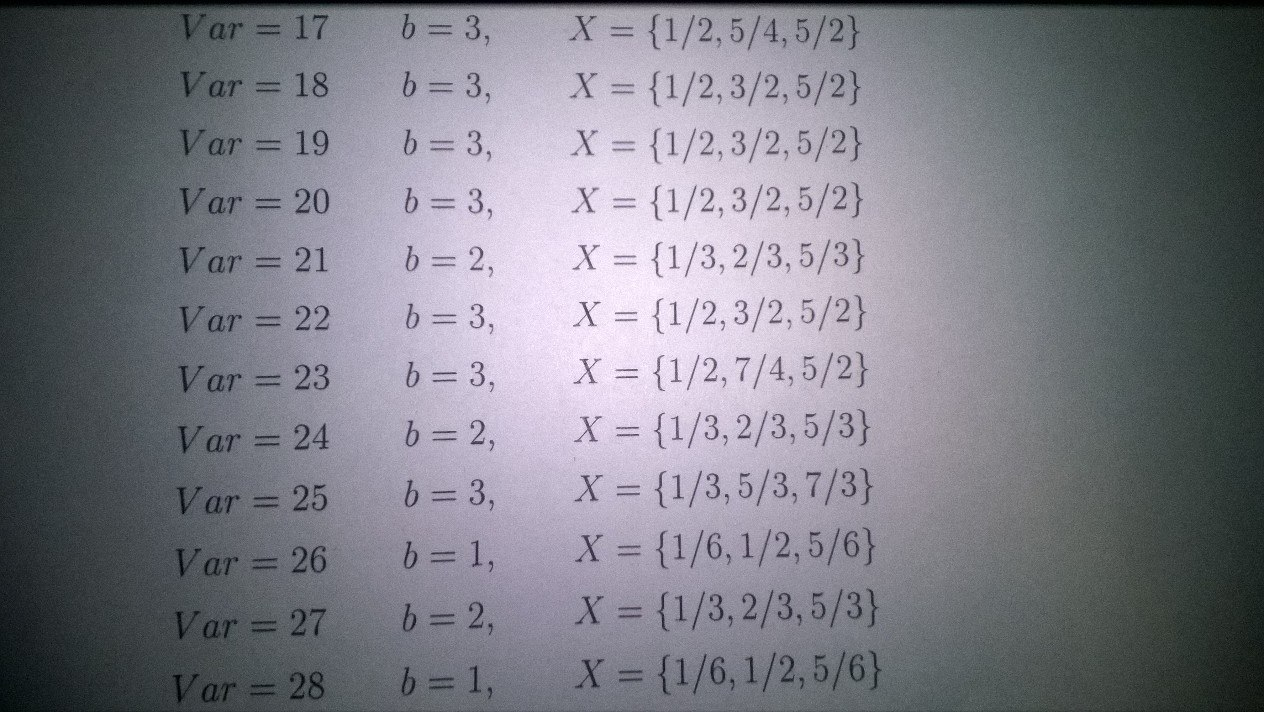 Var = 17 b = 3, X = {1/2, 5/4, 5/2}
Var = 18 b = 3, X = {1/2, 3/2, 5/2}
Var = 19 b = 3, X = {1/2, 3/2, 5/2}
Var = 20 b = 3, X = {1/2, 3/2, 5/2}
Var = 21 b = 2, X = {1/3, 2/3, 5/3}
Var = 22 b = 3, X = {1/2, 3/2, 5/2}
Var = 23 b = 3, X = {1/2, 7/4, 5/2}
Var = 24 b = 2, X = {1/3, 2/3, 5/3}
Var = 25 b = 3, X = {1/3, 5/3, 7/3}
Var = 26 b = 1, X = {1/6, 1/2, 5/6}
Var = 27 b = 2, X = {1/3, 2/3, 5/3}
Var = 28 b = 1, X = {1/6, 1/2, 5/6}